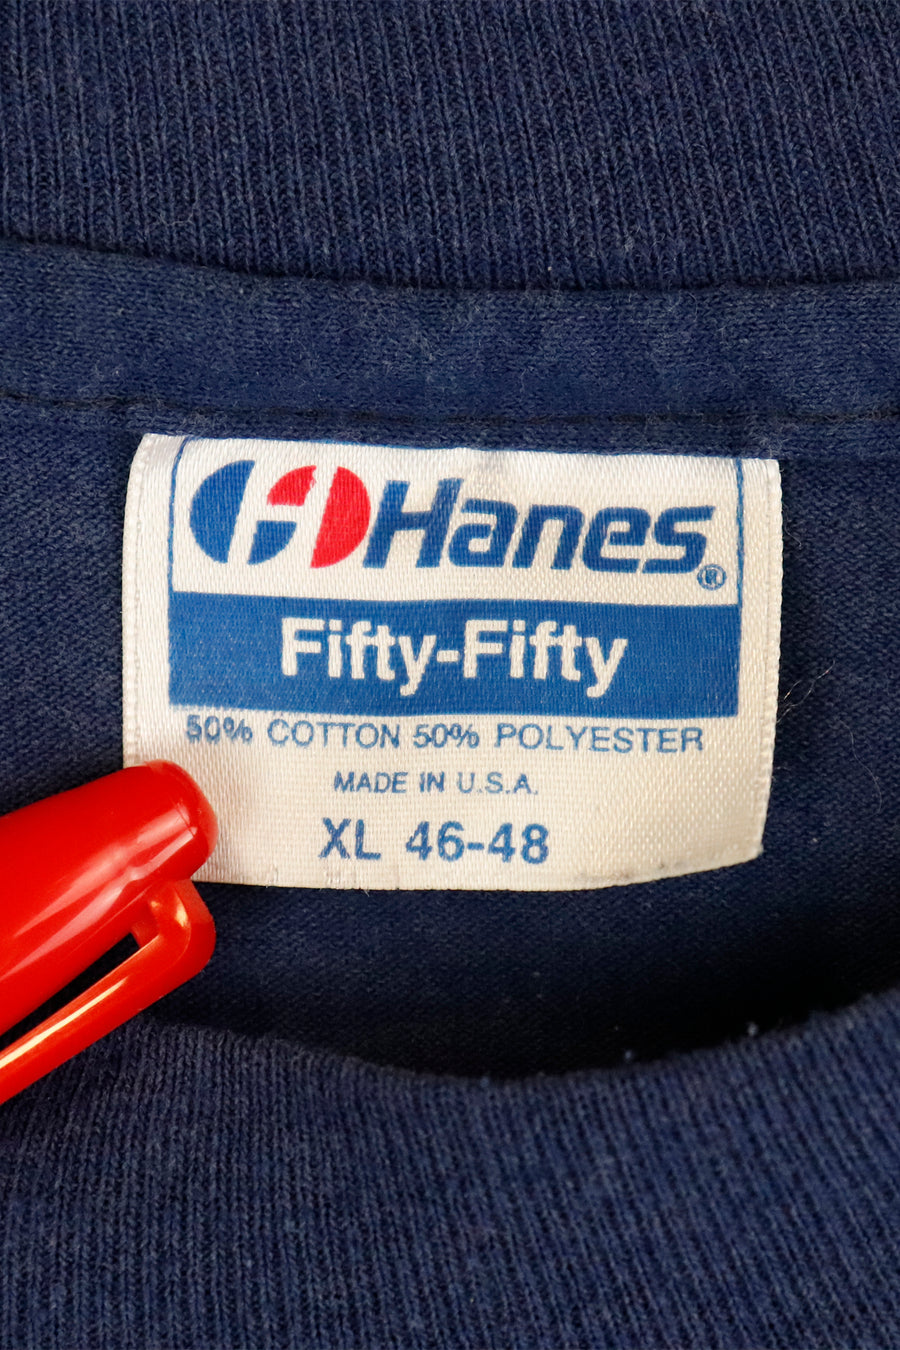 Hanes®
Fifty-Fifty
50% COTTON 50% POLYESTER
MADE IN U.S.A.
XL 46-48